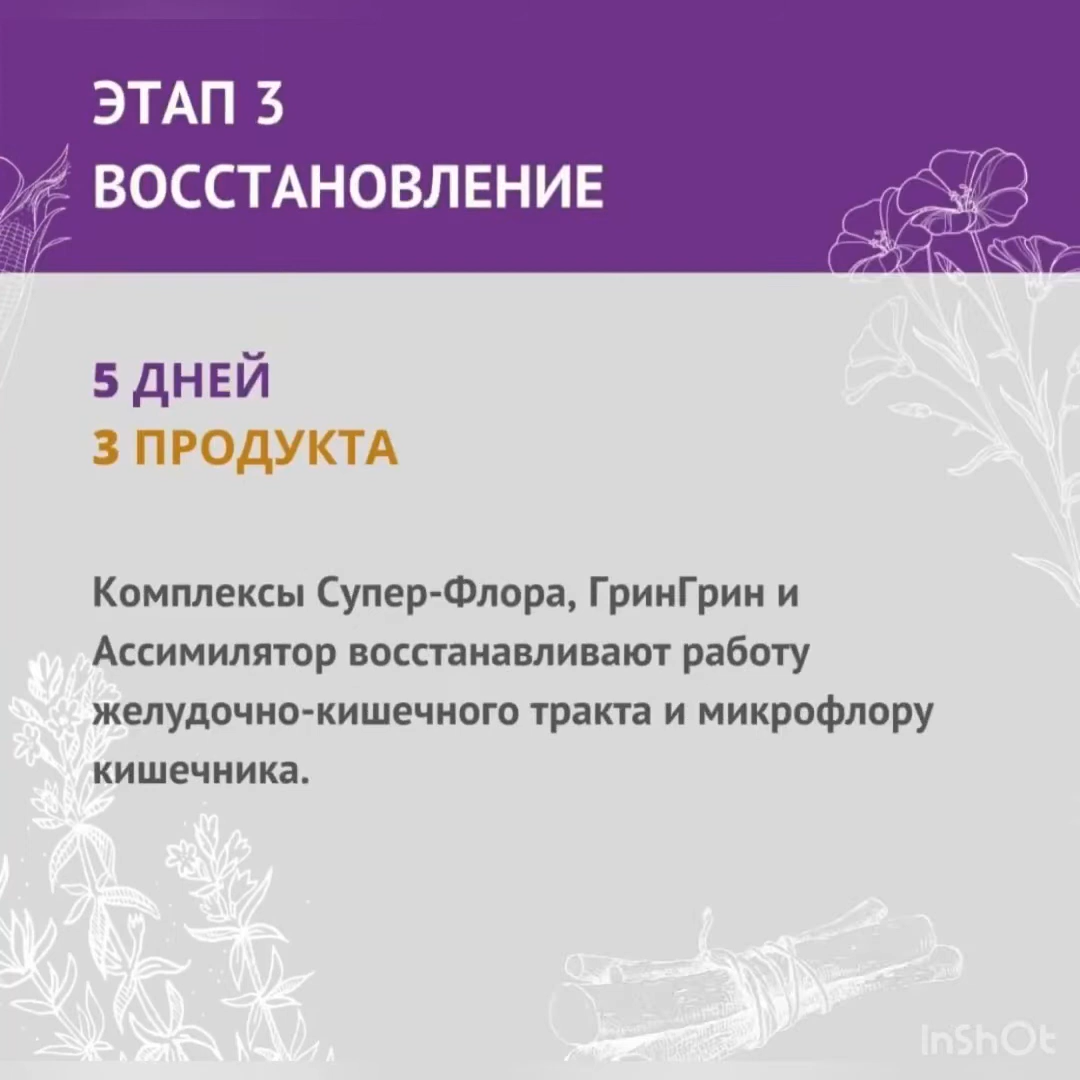 ЭТАП 3
ВОССТАНОВЛЕНИЕ
5 ДНЕЙ
3 ПРОДУКТА
Комплексы Супер-Флора, ГринГрин и
Ассимилятор восстанавливают работу
желудочно-кишечного тракта и микрофлору
кишечника.
InShOt